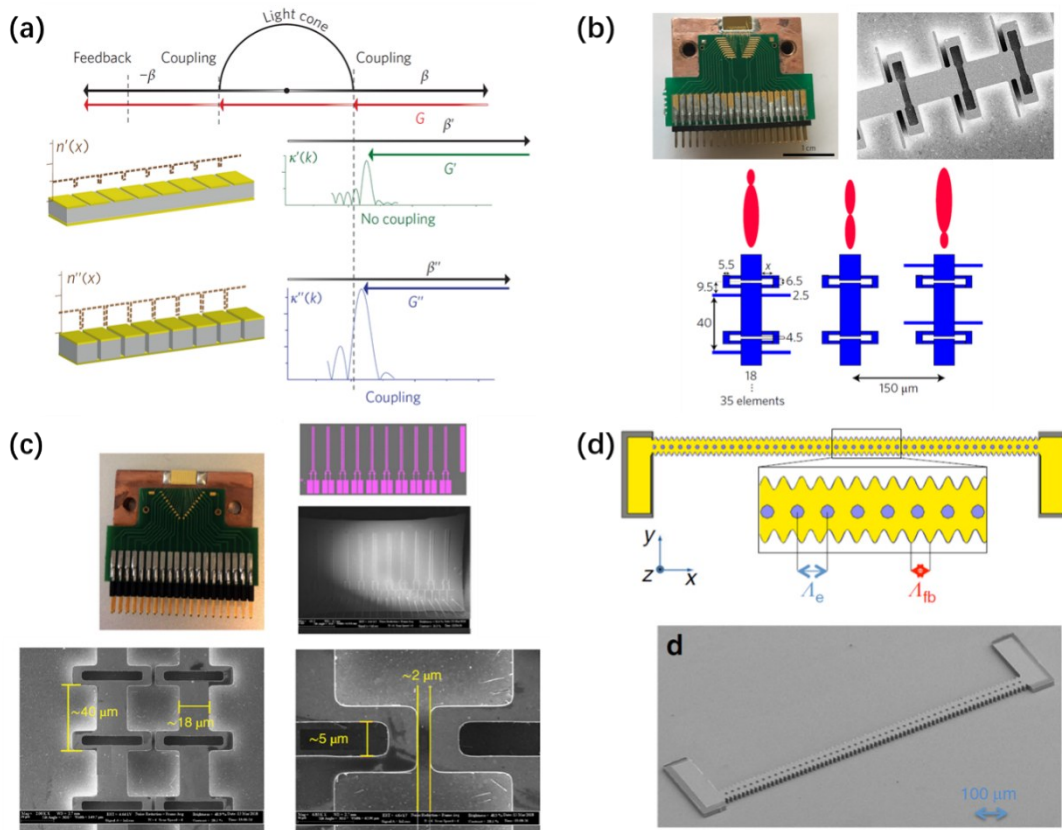 (a)
Light cone
Feedback
Coupling
Coupling
−β
β
G
n'(x)
κ'(k)
β'
G'
No coupling
n''(x)
κ''(k)
β''
G''
Coupling
(b)
1 cm
5.5
x
9.5
6.5
2.5
40
4.5
18
35 elements
150 μm
(c)
~40 μm
~18 μm
~2 μm
~5 μm
(d)
y
z
x
Λe
Λfb
d
100 μm